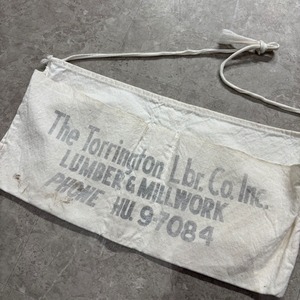 The Torrington Lbr. Co. Inc.
LUMBER & MILLWORK
PHONE HU. 9-7084